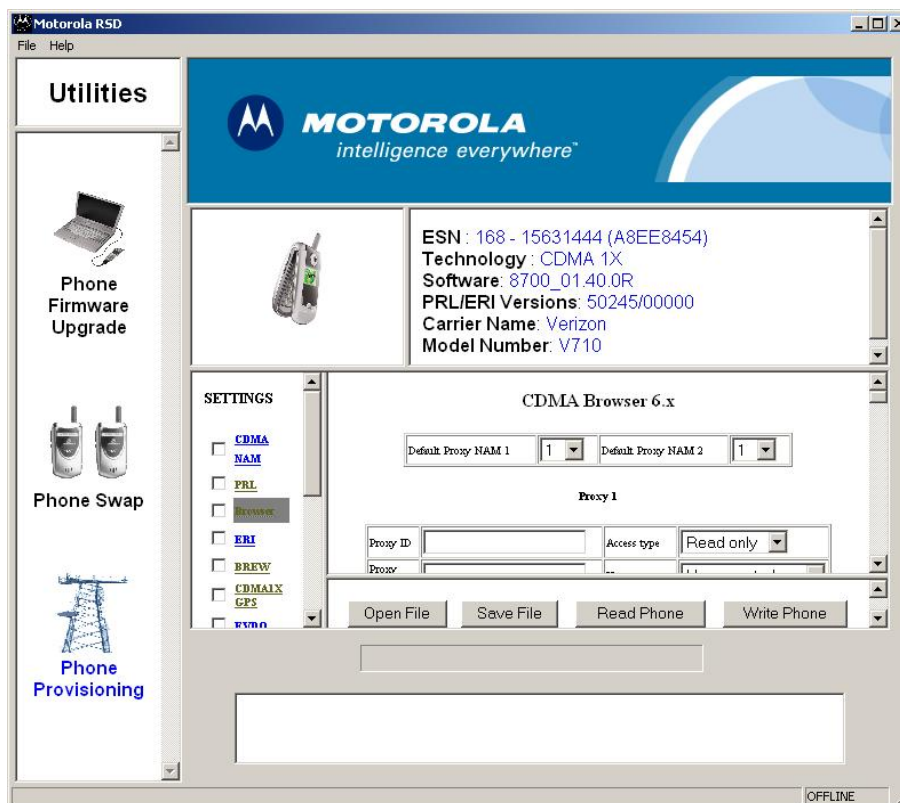 Motorola RSD
File Help
Utilities
MOTOROLA
intelligence everywhere™
Phone
Firmware
Upgrade
Phone Swap
Phone
Provisioning
ESN : 168 - 15631444 (A8EE8454)
Technology : CDMA 1X
Software: 8700_01.40.0R
PRL/ERI Versions: 50245/00000
Carrier Name: Verizon
Model Number: V710
SETTINGS
CDMA
NAM
PRL
Browser
ERI
BREW
CDMA1X
GPS
EVDO
CDMA Browser 6.x
Default Proxy NAM 1 1 Default Proxy NAM 2 1
Proxy 1
Proxy ID Access type Read only
Proxy
Open File Save File Read Phone Write Phone
OFFLINE